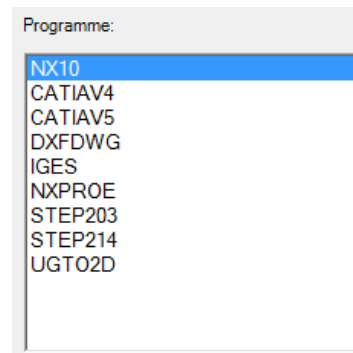 Programme:
NX10
CATIAV4
CATIAV5
DXFDWG
IGES
NXPROE
STEP203
STEP214
UGTO2D